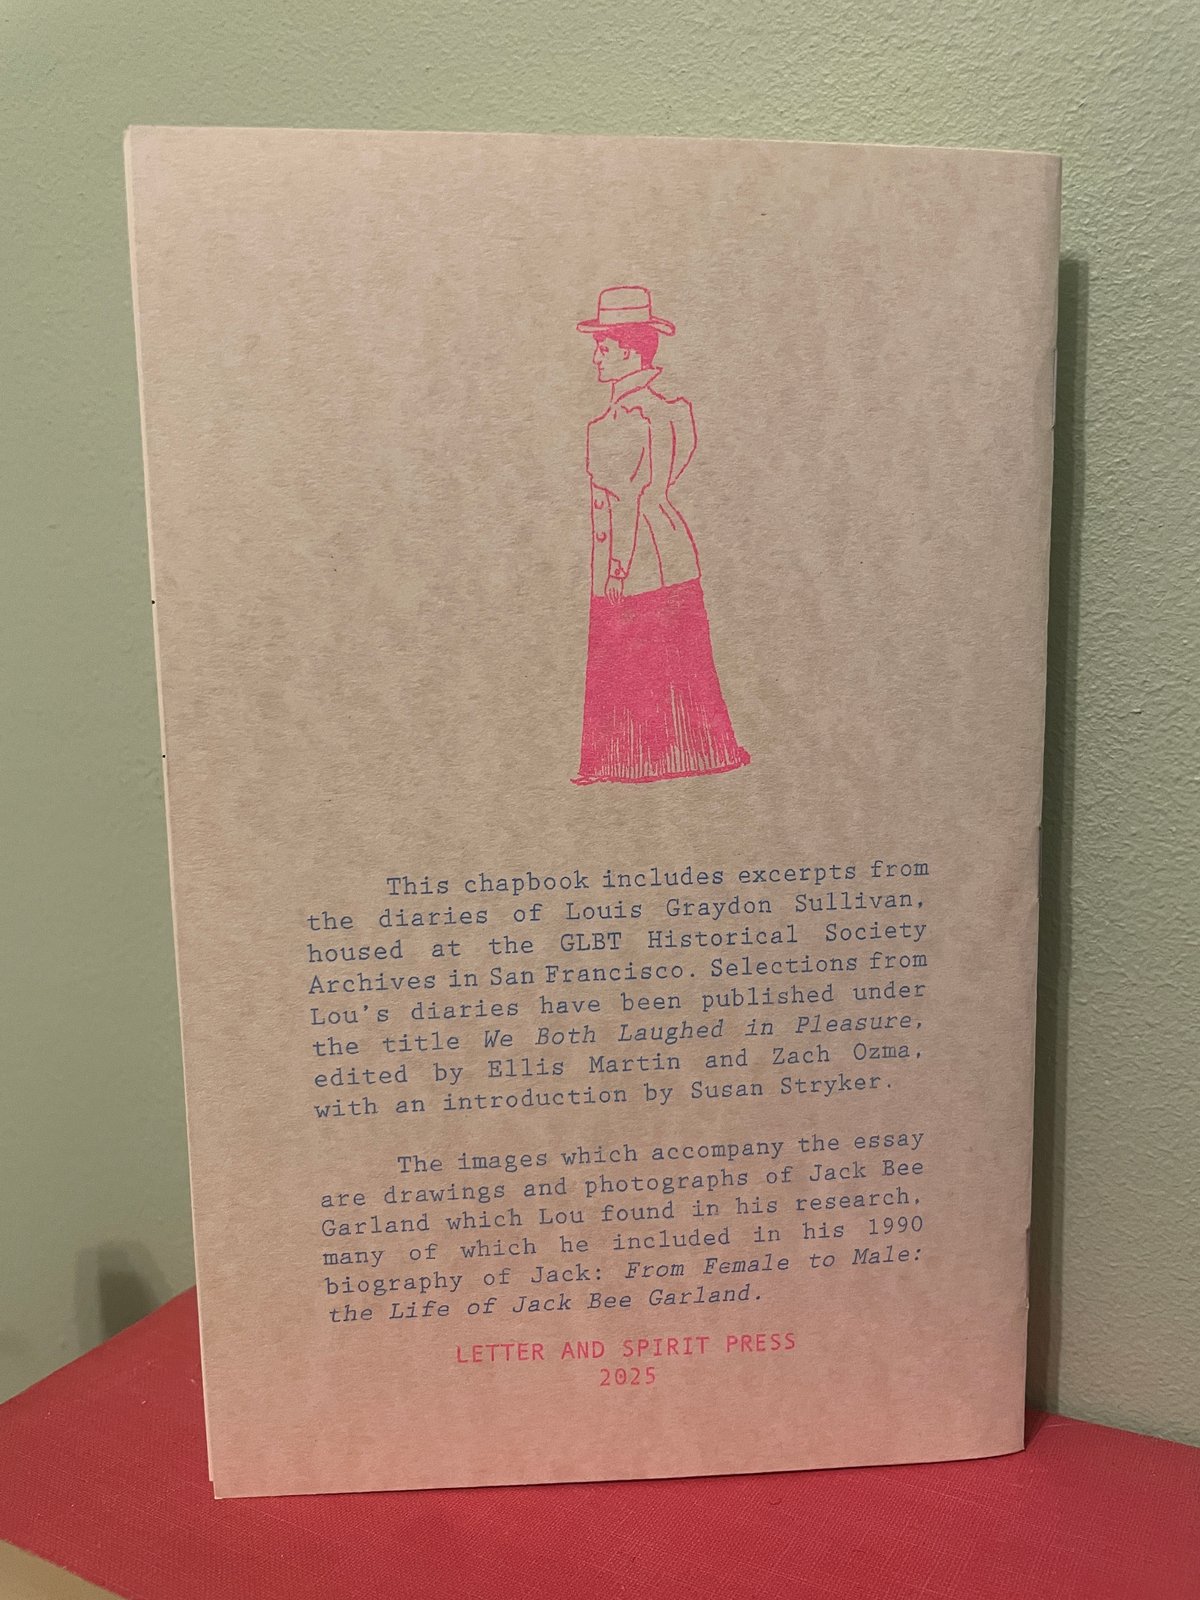 This chapbook includes excerpts from
the diaries of Louis Graydon Sullivan,
housed at the GLBT Historical Society
Archives in San Francisco. Selections from
Lou's diaries have been published under
the title We Both Laughed in Pleasure,
edited by Ellis Martin and Zach Ozma,
with an introduction by Susan Stryker.
The images which accompany the essay
are drawings and photographs of Jack Bee
Garland which Lou found in his research,
many of which he included in his 1990
biography of Jack: From Female to Male:
the Life of Jack Bee Garland.
LETTER AND SPIRIT PRESS
2025